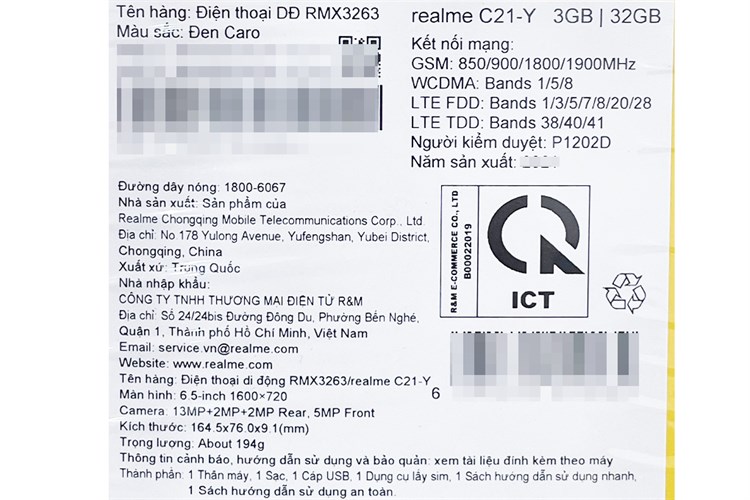 Tên hàng: Điện thoại DĐ RMX3263
Màu sắc: Đen Caro
realme C21-Y 3GB | 32GB
Kết nối mạng:
GSM: 850/900/1800/1900MHz
WCDMA: Bands 1/5/8
LTE FDD: Bands 1/3/5/7/8/20/28
LTE TDD: Bands 38/40/41
Người kiểm duyệt: P1202D
Năm sản xuất:
Đường dây nóng: 1800-6067
Nhà sản xuất: Sản phẩm của
Realme Chongqing Mobile Telecommunications Corp., Ltd.
Địa chỉ: No 178 Yulong Avenue, Yufengshan, Yubei District,
Chongqing, China
Xuất xứ: Trung Quốc
Nhà nhập khẩu:
CÔNG TY TNHH THƯƠNG MẠI ĐIỆN TỬ R&M
Địa chỉ: Số 24/24bis Đường Đông Du, Phường Bến Nghé,
Quận 1, Thành phố Hồ Chí Minh, Việt Nam
Email: service.vn@realme.com
Website: www.realme.com
Tên hàng: Điện thoại di động RMX3263/realme C21-Y
Màn hình: 6.5-inch 1600×720
Camera: 13MP+2MP+2MP Rear, 5MP Front
Kích thước: 164.5x76.0x9.1(mm)
Trọng lượng: About 194g
Thông tin cảnh báo, hướng dẫn sử dụng và bảo quản: xem tài liệu đính kèm theo máy
Thành phần: 1 Thân máy, 1 Sạc, 1 Cáp USB, 1 Dụng cụ lấy sim, 1 Sách hướng dẫn sử dụng nhanh,
1 Sách hướng dẫn sử dụng an toàn.
R&M E-COMMERCE CO., LTD
B00022019
ICT
6